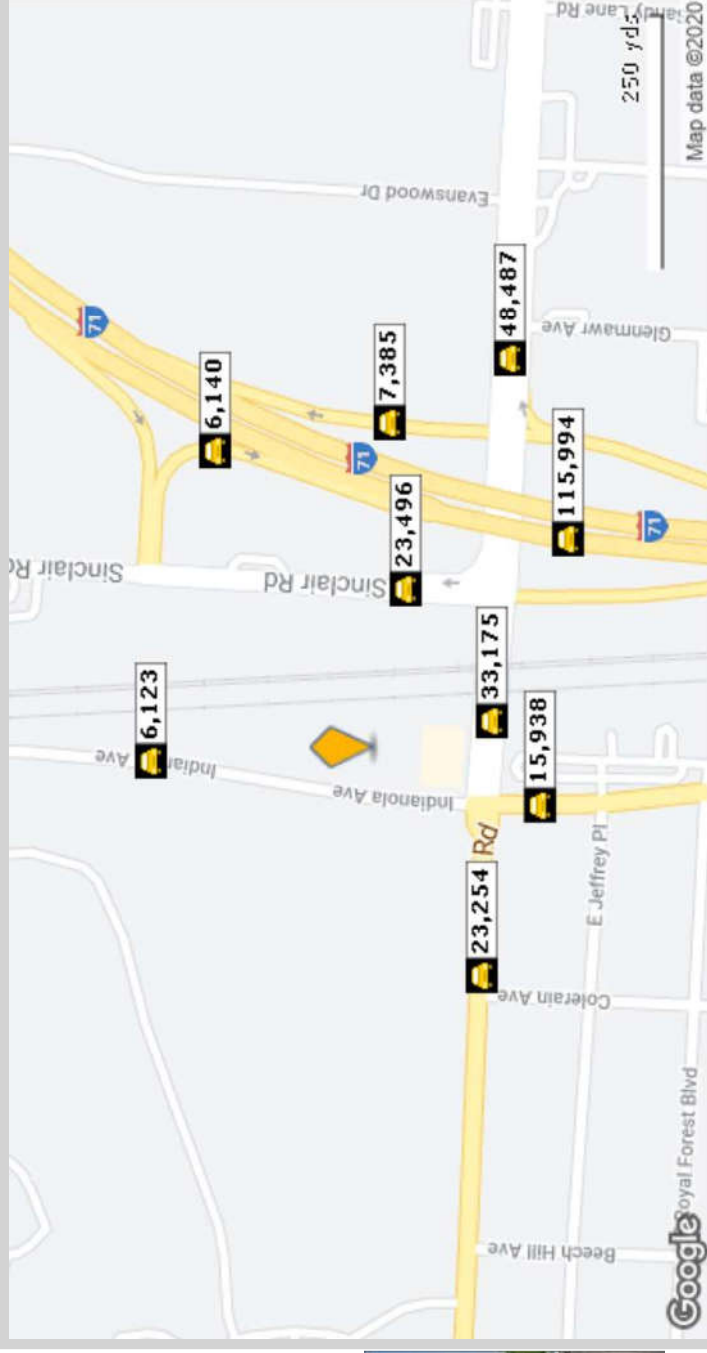 Sandy Lane Rd
250 yds
Map data ©2020
Evanswood Dr
71
48,487
Glenmawr Ave
7,385
6,140
71
115,994
71
23,496
Sinclair Rd
Sinclair Rd
33,175
6,123
Ave
15,938
Indianola Ave
Rd
E Jeffrey Pl
23,254
Colerain Ave
Royal Forest Blvd
Beech Hill Ave
Google